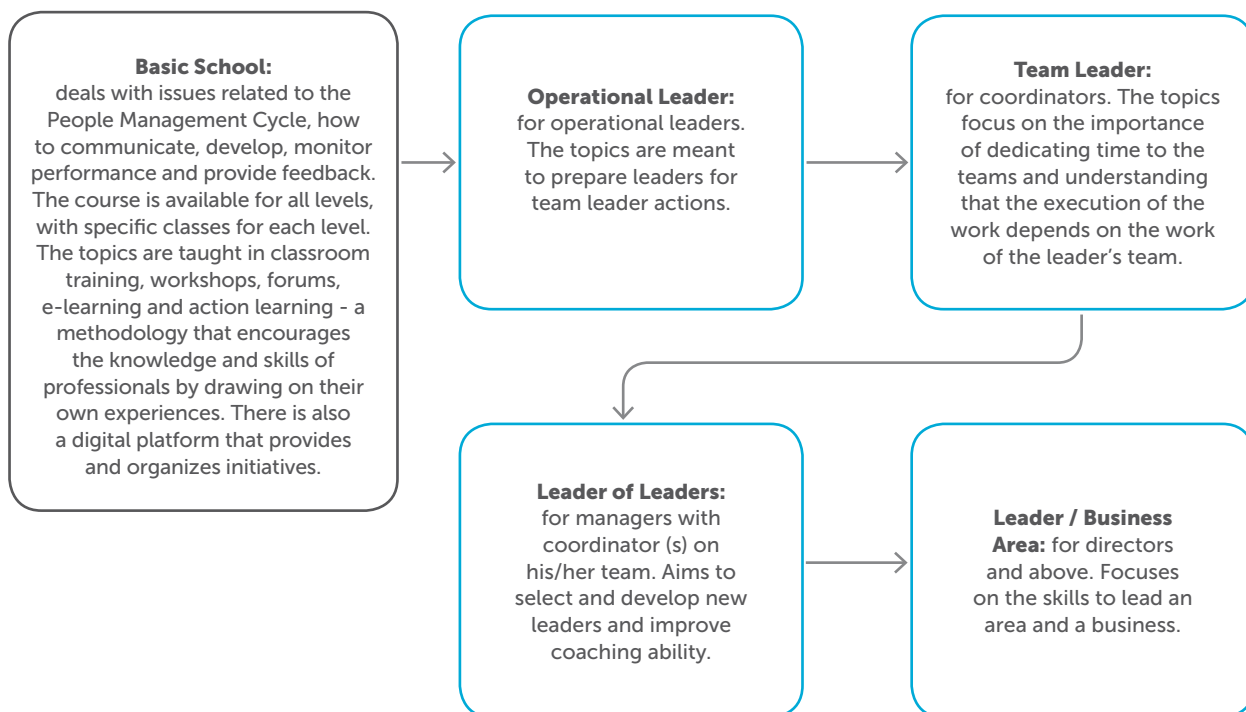 Basic School:
deals with issues related to the
People Management Cycle, how
to communicate, develop, monitor
performance and provide feedback.
The course is available for all levels,
with specific classes for each level.
The topics are taught in classroom
training, workshops, forums,
e-learning and action learning - a
methodology that encourages
the knowledge and skills of
professionals by drawing on their
own experiences. There is also
a digital platform that provides
and organizes initiatives.
Operational Leader:
for operational leaders.
The topics are meant
to prepare leaders for
team leader actions.
Team Leader:
for coordinators. The topics
focus on the importance
of dedicating time to the
teams and understanding
that the execution of the
work depends on the work
of the leader's team.
Leader of Leaders:
for managers with
coordinator (s) on
his/her team. Aims to
select and develop new
leaders and improve
coaching ability.
Leader / Business
Area: for directors
and above. Focuses
on the skills to lead an
area and a business.